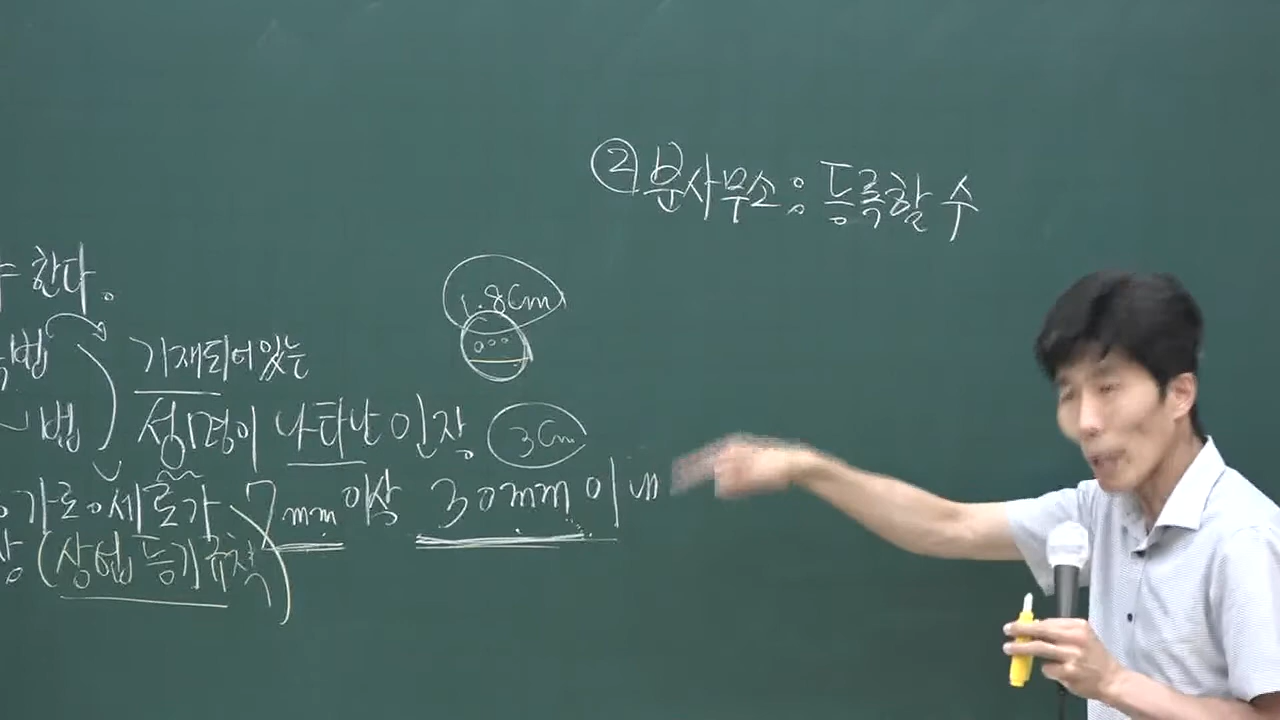 ② 분사무소 : 등록할 수
한다.
법 기재되어있는
1.8Cm
법 성명이 나타난 인장 3Cm
가로·세로가 7mm 이상 30mm 이내
(상법 등기규칙)